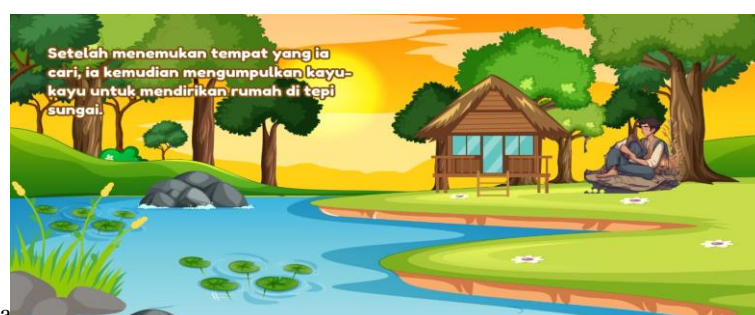 Setelah menemukan tempat yang ia
cari, ia kemudian mengumpulkan kayu-
kayu untuk mendirikan rumah di tepi
sungai.
a